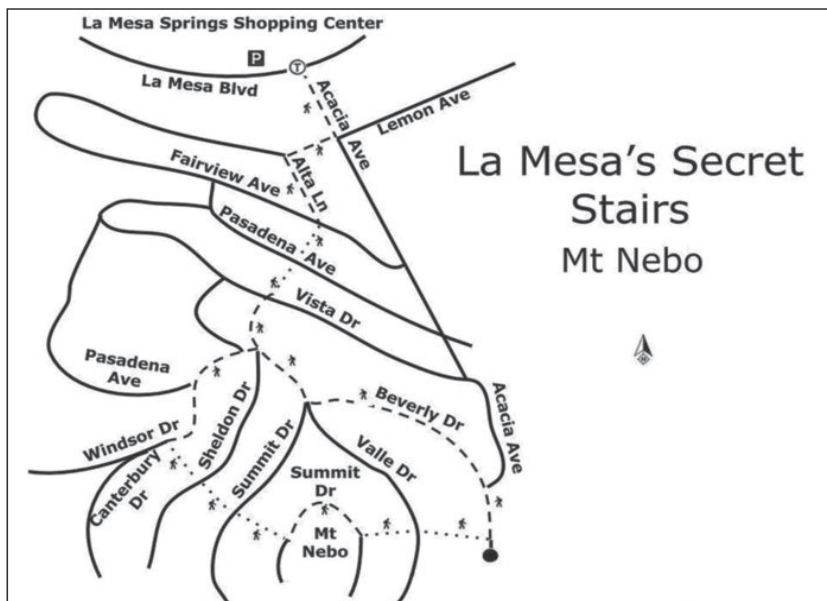 La Mesa Springs Shopping Center
P
T
La Mesa Blvd
Acacia Ave
Lemon Ave
La Mesa's Secret
Stairs
Mt Nebo
Fairview Ave
Alta Ln
Pasadena Ave
Vista Dr
Pasadena
Ave
Beverly Dr
Acacia Ave
Windsor Dr
Sheldon Dr
Summit Dr
Valle Dr
Canterbury
Dr
Summit
Dr
Mt
Nebo